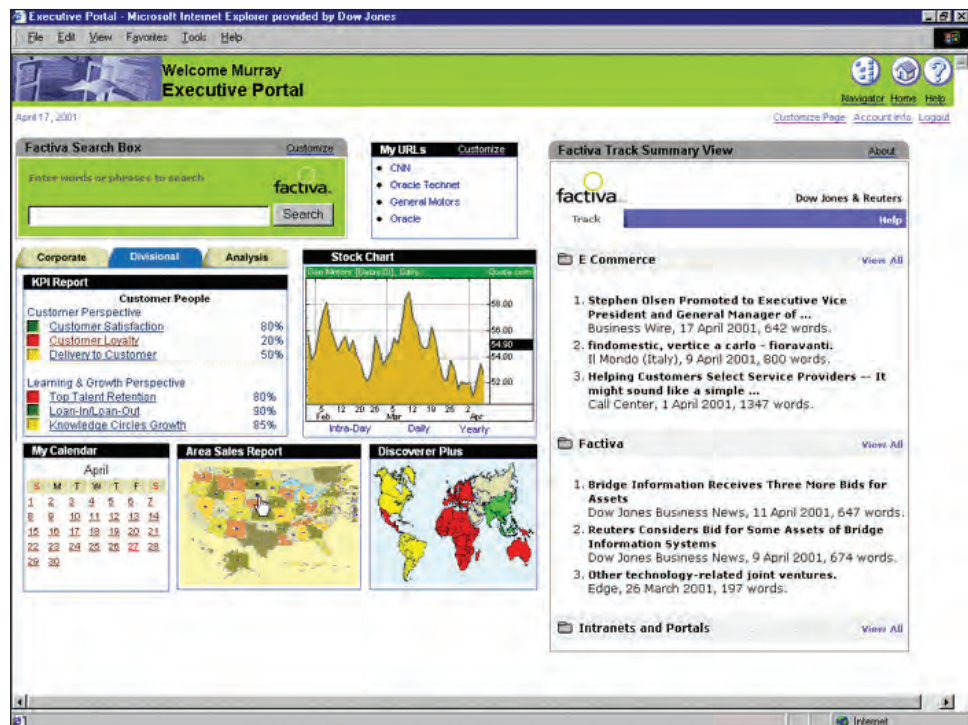 Executive Portal - Microsoft Internet Explorer provided by Dow Jones
File Edit View Favorites Tools Help
Welcome Murray
Executive Portal
Navigator Home Help
April 17, 2001
Customize Page Account info Logout
Factiva Search Box Customize
Enter words or phrases to search
factiva.
Search
My URLs Customize
CNN
Oracle Technet
General Motors
Oracle
Corporate Divisional Analysis
KPI Report
Customer People
Customer Perspective
Customer Satisfaction 80%
Customer Loyalty 20%
Delivery to Customer 50%
Learning & Growth Perspective
Top Talent Retention 80%
Loan-In/Loan-Out 90%
Knowledge Circles Growth 85%
Stock Chart
Quote.com
58.00
56.00
54.90
54.00
52.00
5 12 20 26 5 12 19 26 2
Feb Mar Apr
Intra-Day Daily Yearly
My Calendar
April
S M T W T F S
1 2 3 4 5 6 7
8 9 10 11 12 13 14
15 16 17 18 19 20 21
22 23 24 25 26 27 28
29 30
Area Sales Report
Discoverer Plus
Factiva Track Summary View About
factiva
Dow Jones & Reuters
Track Help
E Commerce View All
1. Stephen Olsen Promoted to Executive Vice
President and General Manager of ...
Business Wire, 17 April 2001, 642 words.
2. findomestic, vertice a carlo - fioravanti.
Il Mondo (Italy), 9 April 2001, 800 words.
3. Helping Customers Select Service Providers -- It
might sound like a simple ...
Call Center, 1 April 2001, 1347 words.
Factiva View All
1. Bridge Information Receives Three More Bids for
Assets
Dow Jones Business News, 11 April 2001, 647 words.
2. Reuters Considers Bid for Some Assets of Bridge
Information Systems
Dow Jones Business News, 9 April 2001, 674 words.
3. Other technology-related joint ventures.
Edge, 26 March 2001, 197 words.
Intranets and Portals View All
Internet